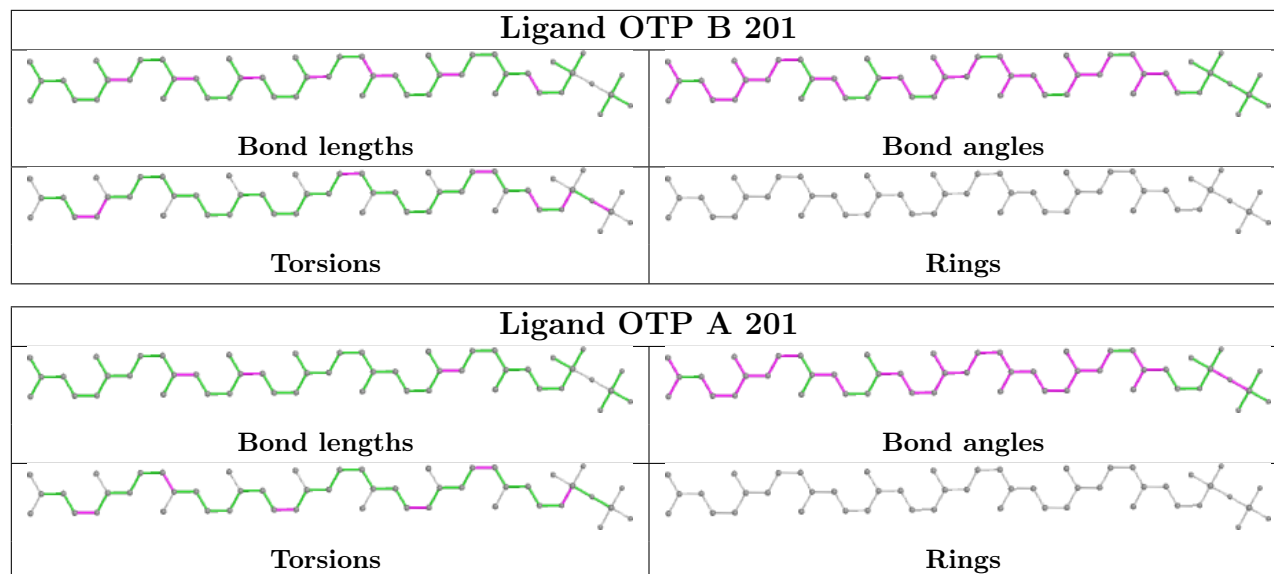 Ligand OTP B 201
Bond lengths
Bond angles
Torsions
Rings
Ligand OTP A 201
Bond lengths
Bond angles
Torsions
Rings